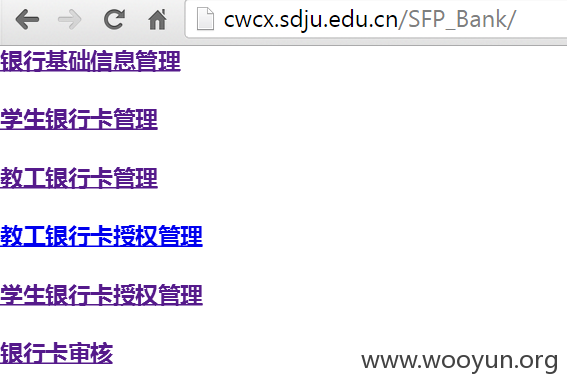 cwcx.sdju.edu.cn/SFP_Bank/
银行基础信息管理
学生银行卡管理
教工银行卡管理
教工银行卡授权管理
学生银行卡授权管理
银行卡审核
www.wooyun.org